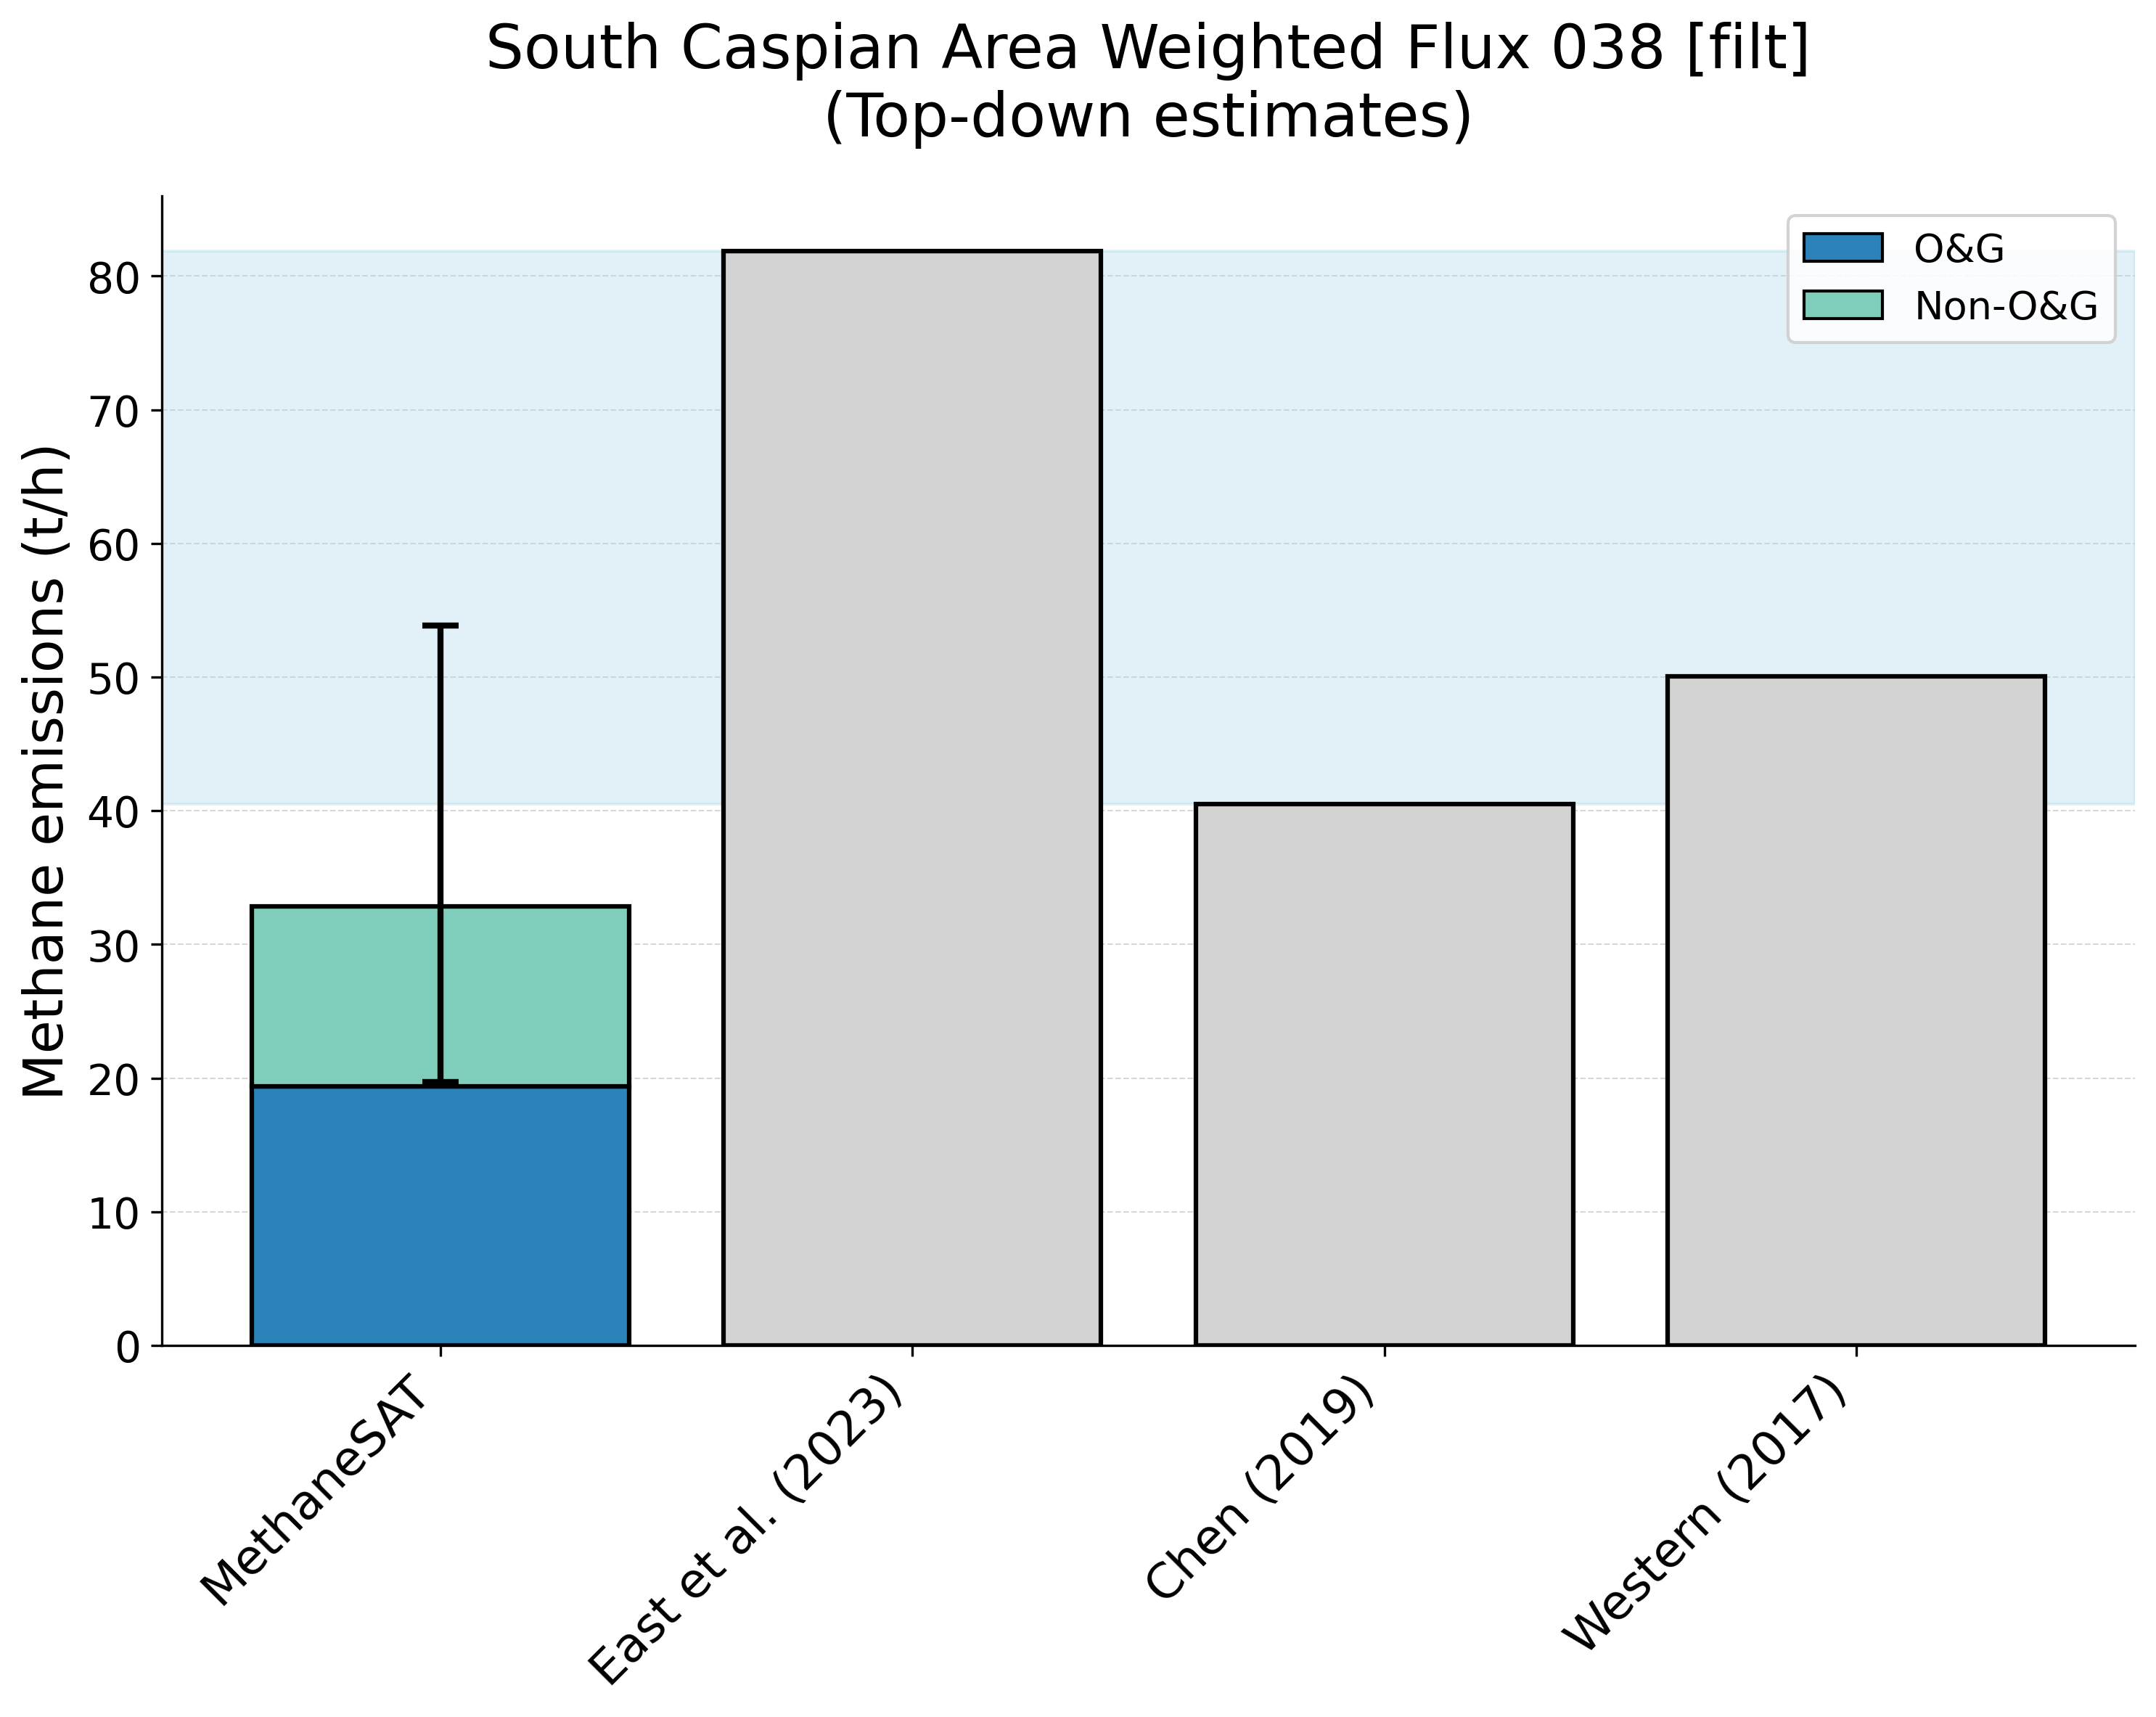 South Caspian Area Weighted Flux 038 [filt]
(Top-down estimates)
Methane emissions (t/h)
80
70
60
50
40
30
20
10
0
O&G
Non-O&G
MethaneSAT
East et al. (2023)
Chen (2019)
Western (2017)